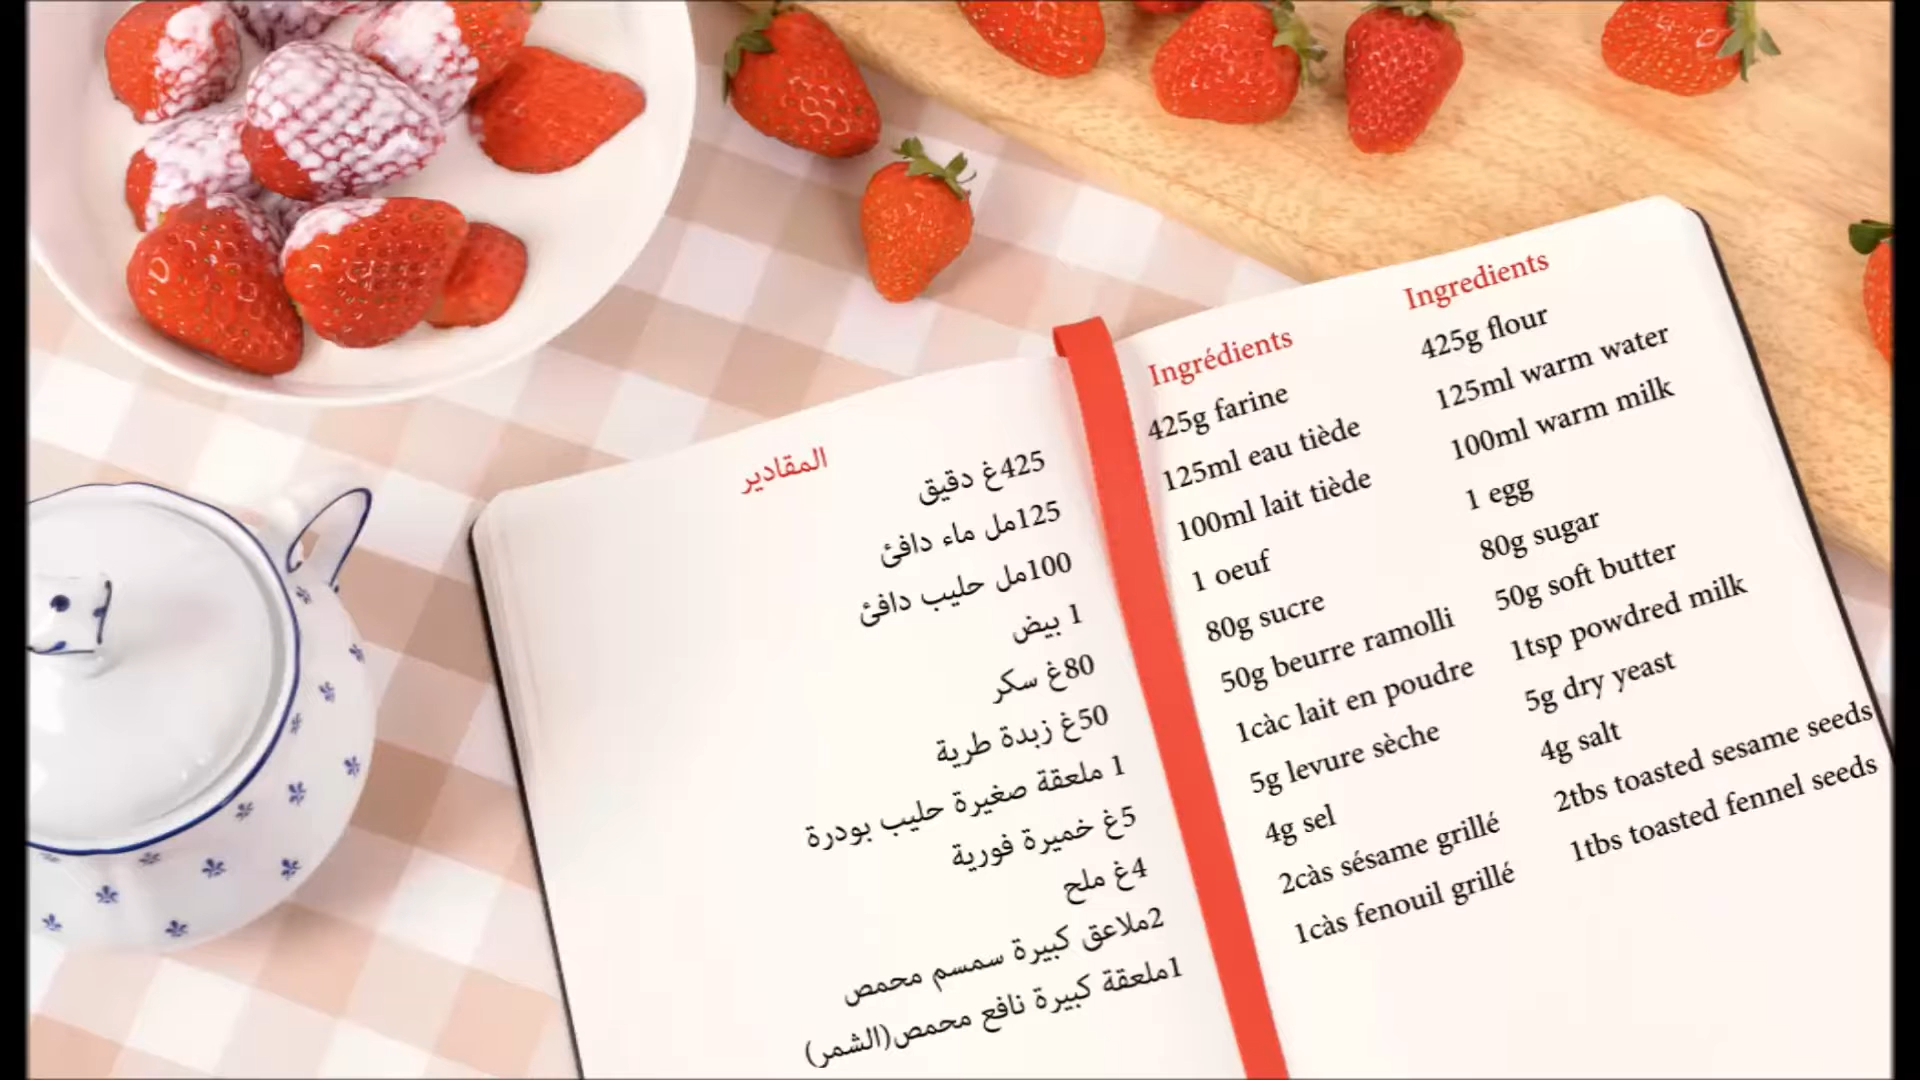 المقادير
425غ دقيق
125مل ماء دافئ
100مل حليب دافئ
1 بيض
80غ سكر
50غ زبدة طرية
1 ملعقة صغيرة حليب بودرة
5غ خميرة فورية
4غ ملح
2ملاعق كبيرة سمسم محمص
1ملعقة كبيرة نافع محمص(الشمر)
Ingrédients
425g farine
125ml eau tiède
100ml lait tiède
1 oeuf
80g sucre
50g beurre ramolli
1càc lait en poudre
5g levure sèche
4g sel
2càs sésame grillé
1càs fenouil grillé
Ingredients
425g flour
125ml warm water
100ml warm milk
1 egg
80g sugar
50g soft butter
1tsp powdred milk
5g dry yeast
4g salt
2tbs toasted sesame seeds
1tbs toasted fennel seeds